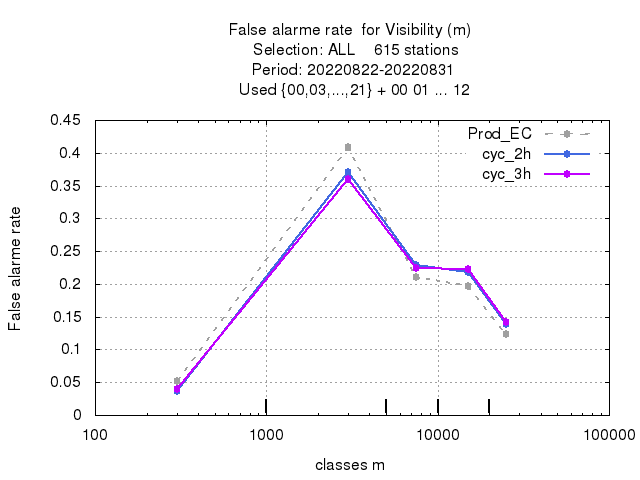 False alarme rate  for Visibility (m)
Selection: ALL    615 stations
Period: 20220822-20220831
Used {00,03,...,21} + 00 01 ... 12
Prod_EC
cyc_2h
cyc_3h
0.45
0.4
0.35
0.3
0.25
0.2
0.15
0.1
0.05
0
False alarme rate
100
1000
10000
100000
classes m